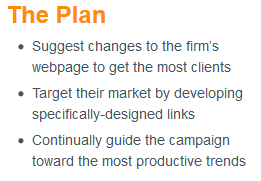 The Plan
• Suggest changes to the firm's
webpage to get the most clients
• Target their market by developing
specifically-designed links
• Continually guide the campaign
toward the most productive trends